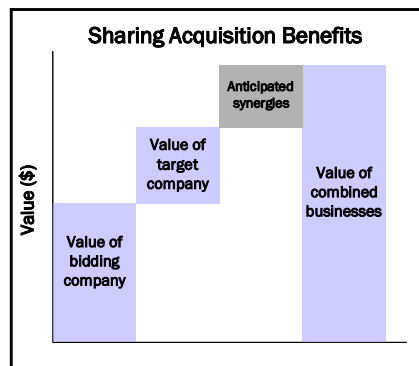 Sharing Acquisition Benefits
Value ($)
Value of
bidding
company
Value of
target
company
Anticipated
synergies
Value of
combined
businesses